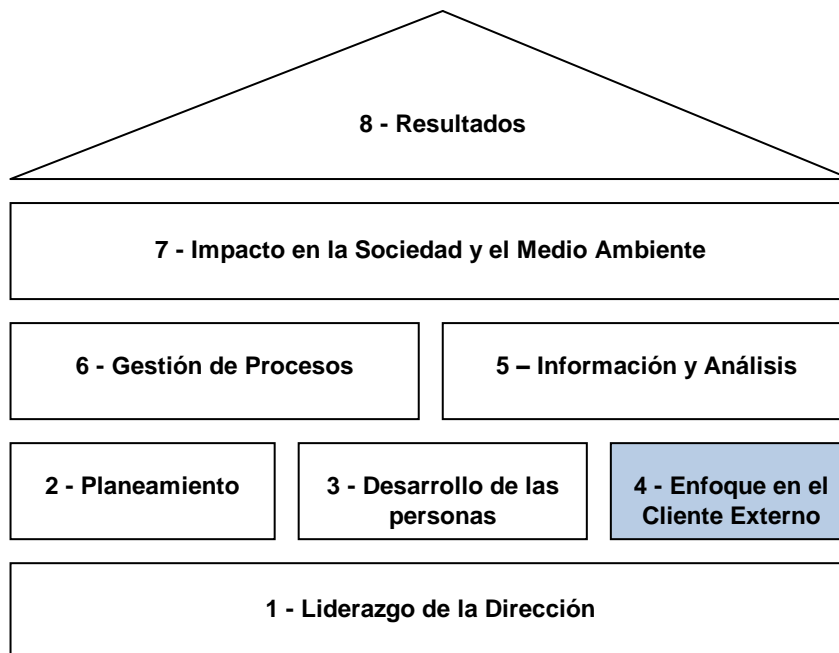 8 - Resultados
7 - Impacto en la Sociedad y el Medio Ambiente
6 - Gestión de Procesos
5 – Información y Análisis
2 - Planeamiento
3 - Desarrollo de las
personas
4 - Enfoque en el
Cliente Externo
1 - Liderazgo de la Dirección